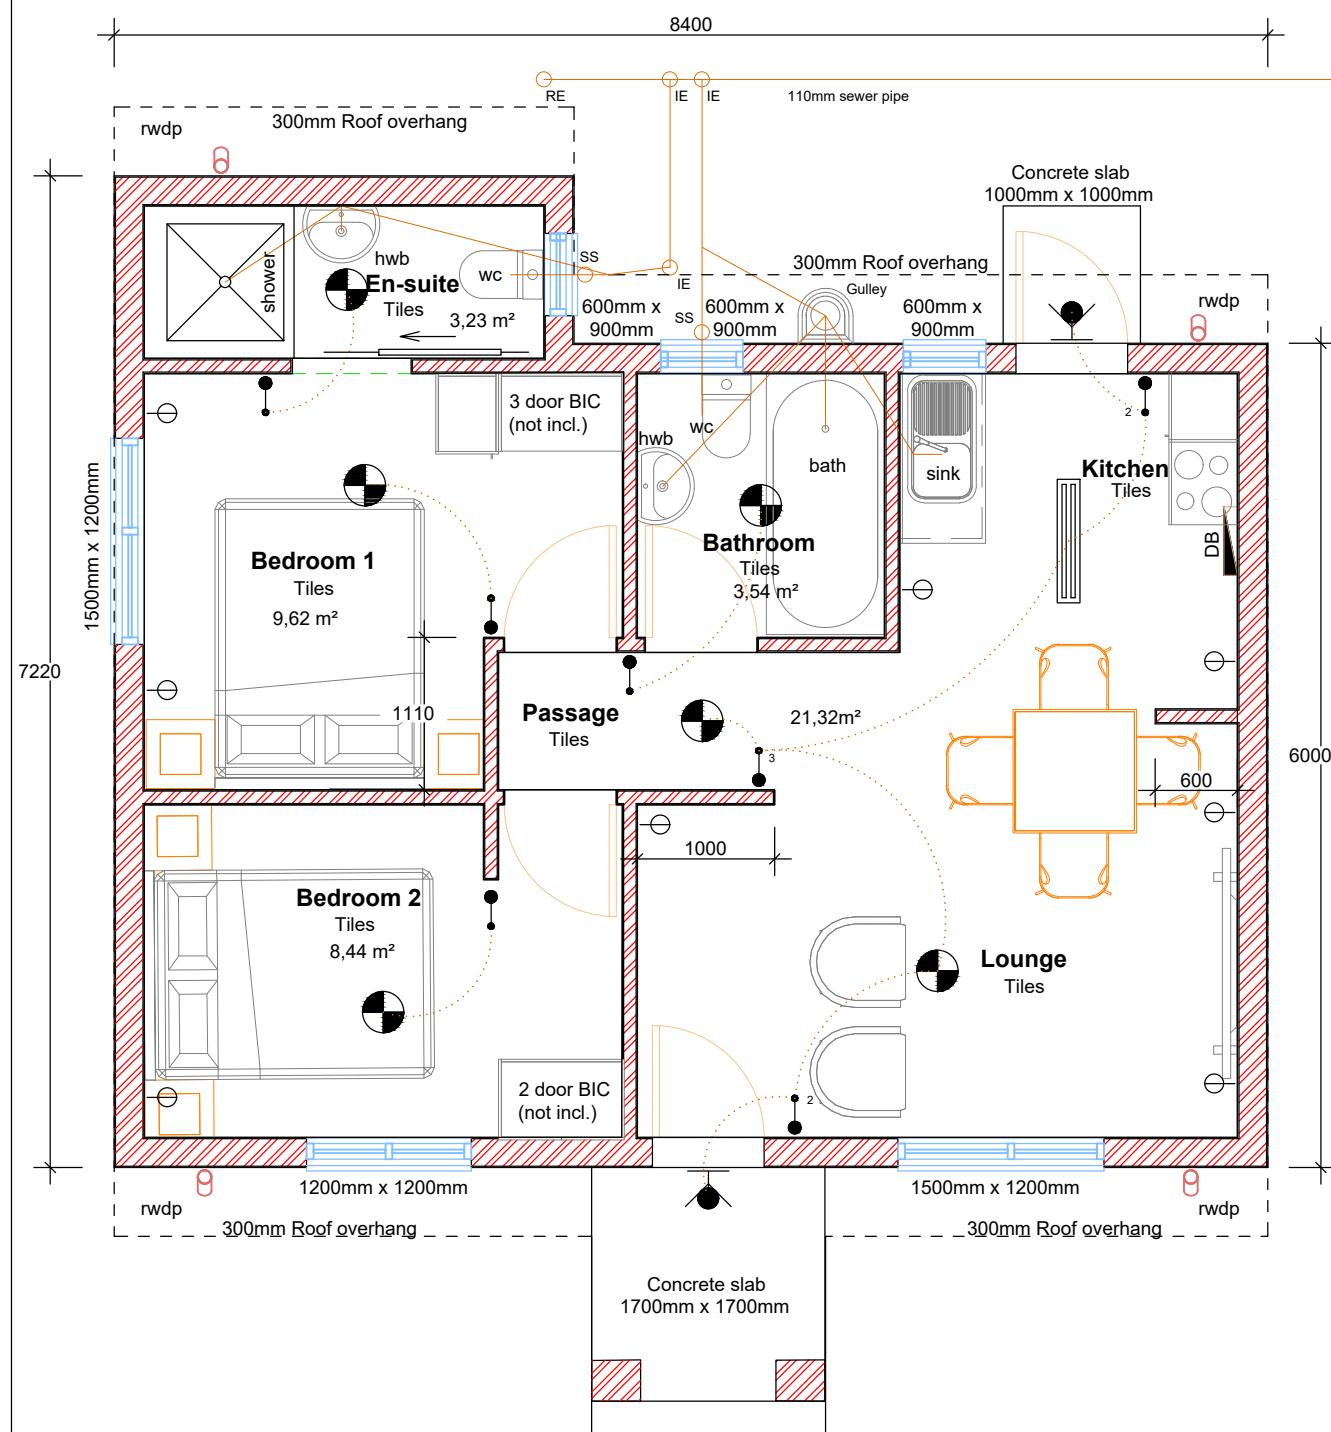 8400
RE
IE
IE
110mm sewer pipe
rwdp
300mm Roof overhang
Concrete slab
1000mm x 1000mm
shower
hwb
En-suite
Tiles
3,23 m²
wc
SS
IE
300mm Roof overhang
Gulley
600mm x
900mm
SS
600mm x
900mm
600mm x
900mm
rwdp
3 door BIC
(not incl.)
2
hwb
wc
bath
sink
Kitchen
Tiles
DB
1500mm x 1200mm
Bedroom 1
Tiles
9,62 m²
Bathroom
Tiles
3,54 m²
7220
1110
Passage
Tiles
21,32m²
3
6000
600
1000
Bedroom 2
Tiles
8,44 m²
Lounge
Tiles
2 door BIC
(not incl.)
2
1200mm x 1200mm
1500mm x 1200mm
rwdp
300mm Roof overhang
rwdp
300mm Roof overhang
Concrete slab
1700mm x 1700mm